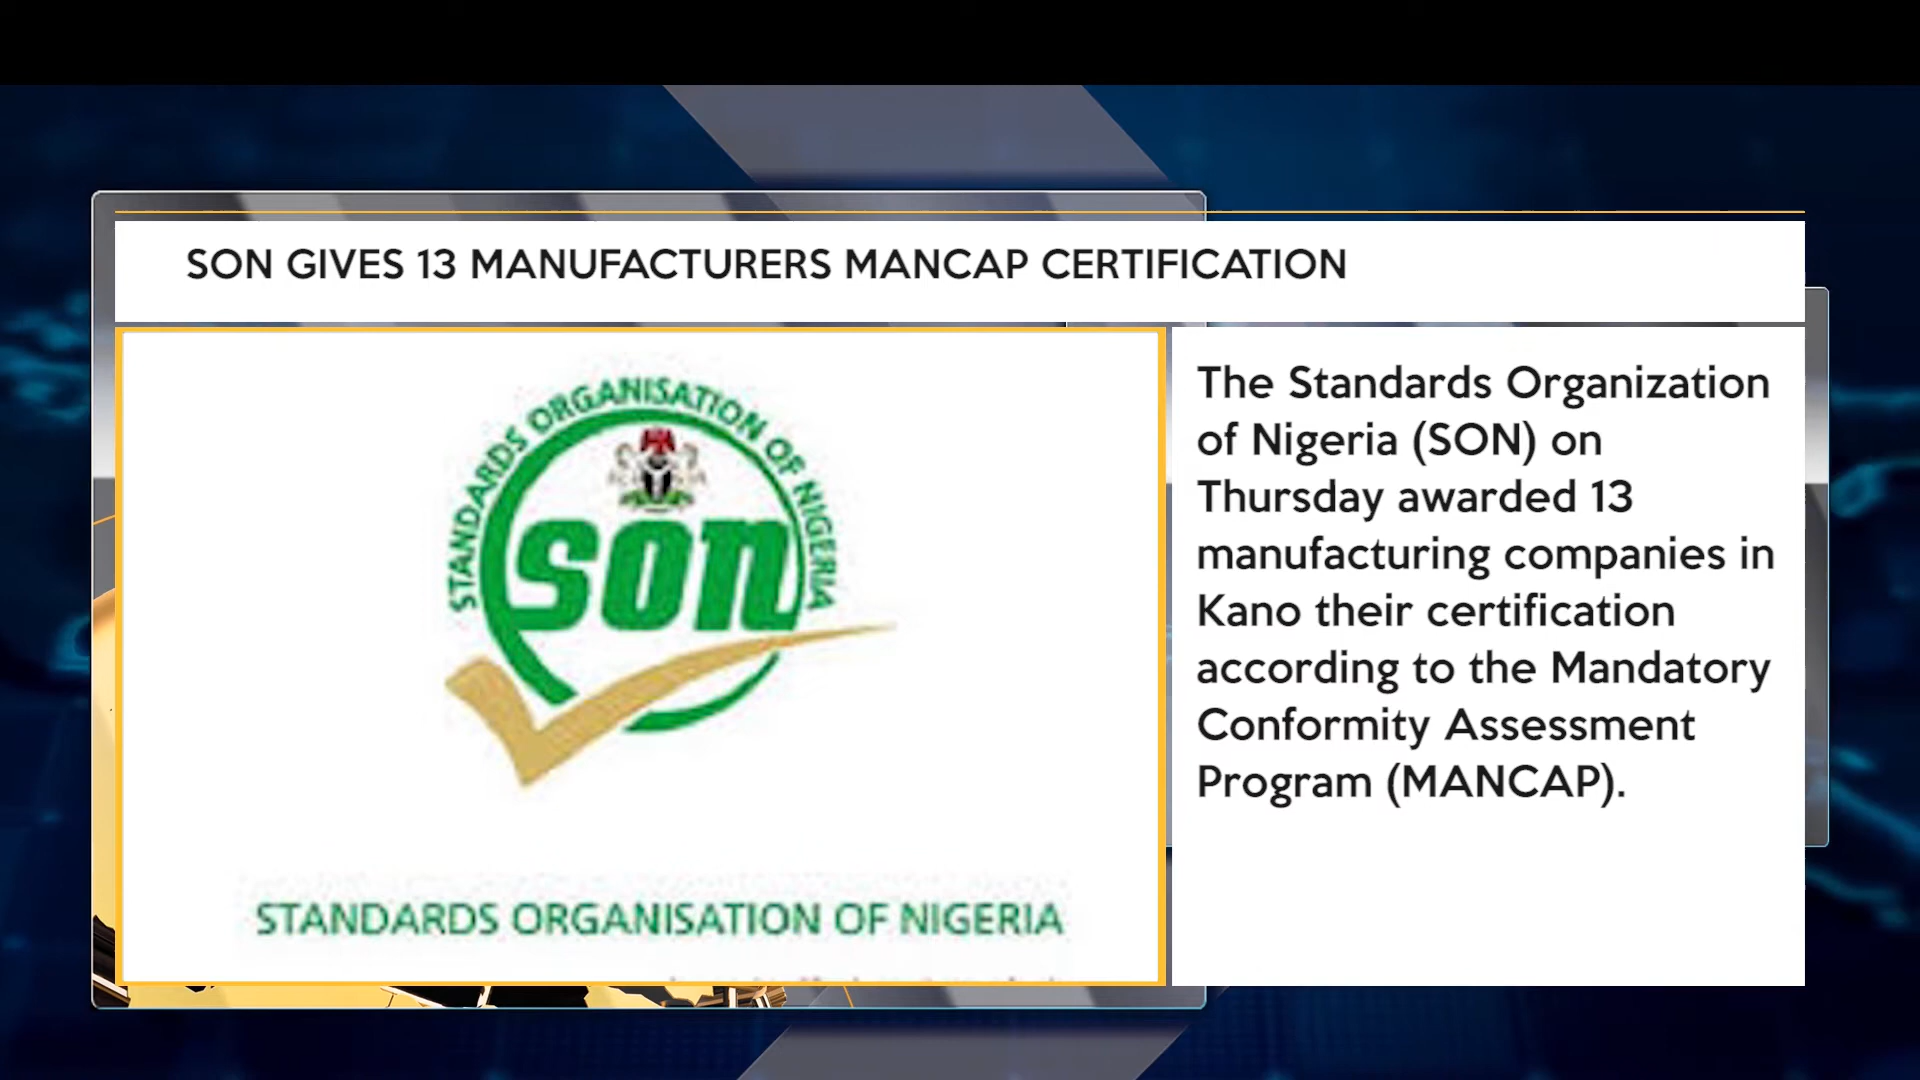 SON GIVES 13 MANUFACTURERS MANCAP CERTIFICATION
STANDARDS ORGANISATION OF NIGERIA
son
STANDARDS ORGANISATION OF NIGERIA
The Standards Organization
of Nigeria (SON) on
Thursday awarded 13
manufacturing companies in
Kano their certification
according to the Mandatory
Conformity Assessment
Program (MANCAP).